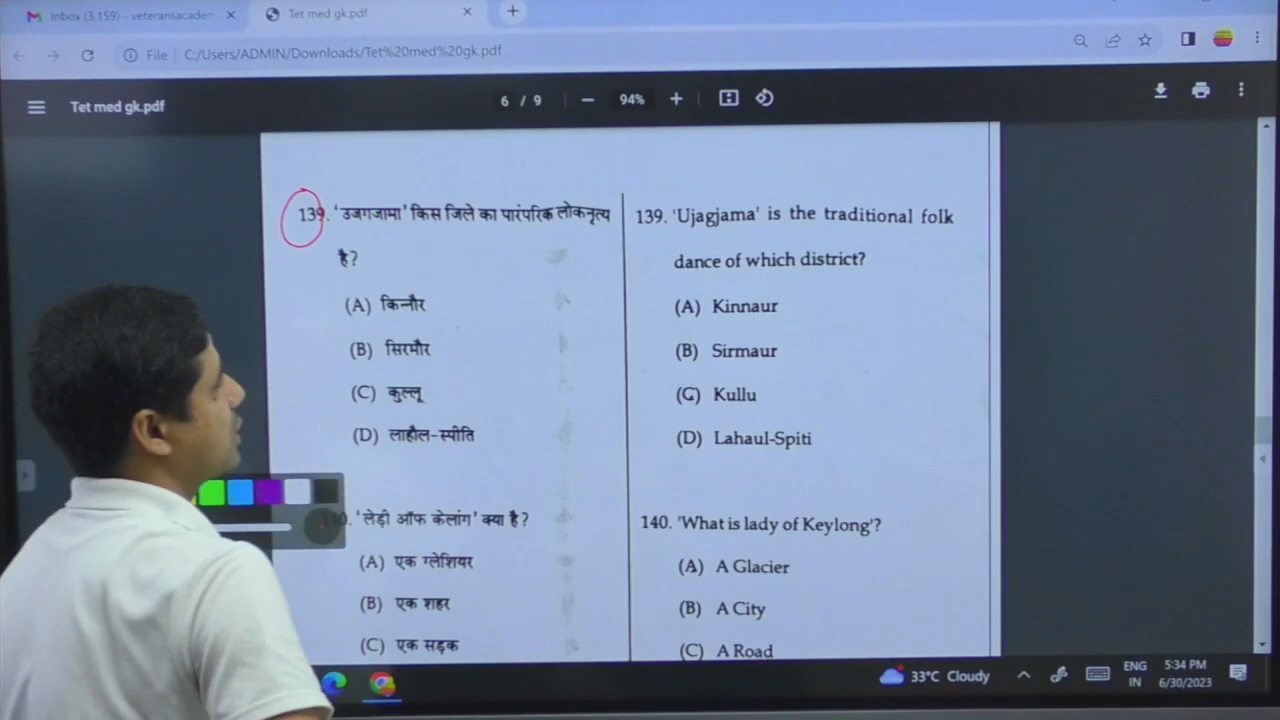 Inbox (3,159) - veteransacadem
Tet med gk.pdf
File
C:/Users/ADMIN/Downloads/Tet%20med%20gk.pdf
Tet med gk.pdf
6 / 9
94%
139. 'उजगजामा' किस जिले का पारंपरिक लोकनृत्य
है?
(A) किन्नौर
(B) सिरमौर
(C) कुल्लू
(D) लाहौल-स्पीति
140. 'लेड़ी ऑफ केलांग' क्या है?
(A) एक ग्लेशियर
(B) एक शहर
(C) एक सड़क
139. 'Ujagjama' is the traditional folk
dance of which district?
(A) Kinnaur
(B) Sirmaur
(C) Kullu
(D) Lahaul-Spiti
140. 'What is lady of Keylong'?
(A) A Glacier
(B) A City
(C) A Road
33°C Cloudy
ENG
IN
5:34 PM
6/30/2023